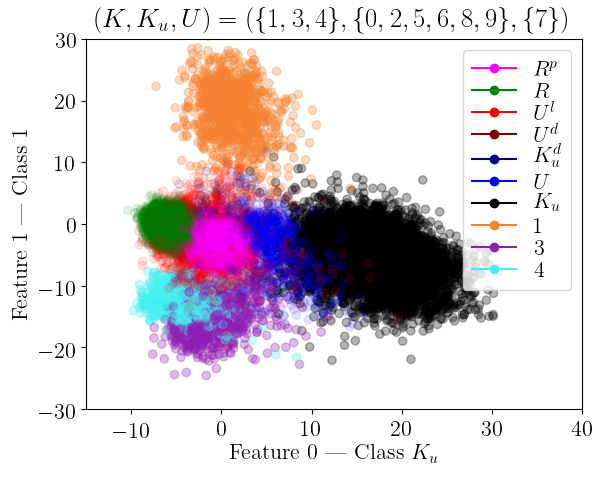 (K, K_u, U) = ({1, 3, 4}, {0, 2, 5, 6, 8, 9}, {7})
30
20
10
0
−10
−20
−30
Feature 1 — Class 1
R^p
R
U^l
U^d
K_u^d
U
K_u
1
3
4
−10 0 10 20 30 40
Feature 0 — Class K_u